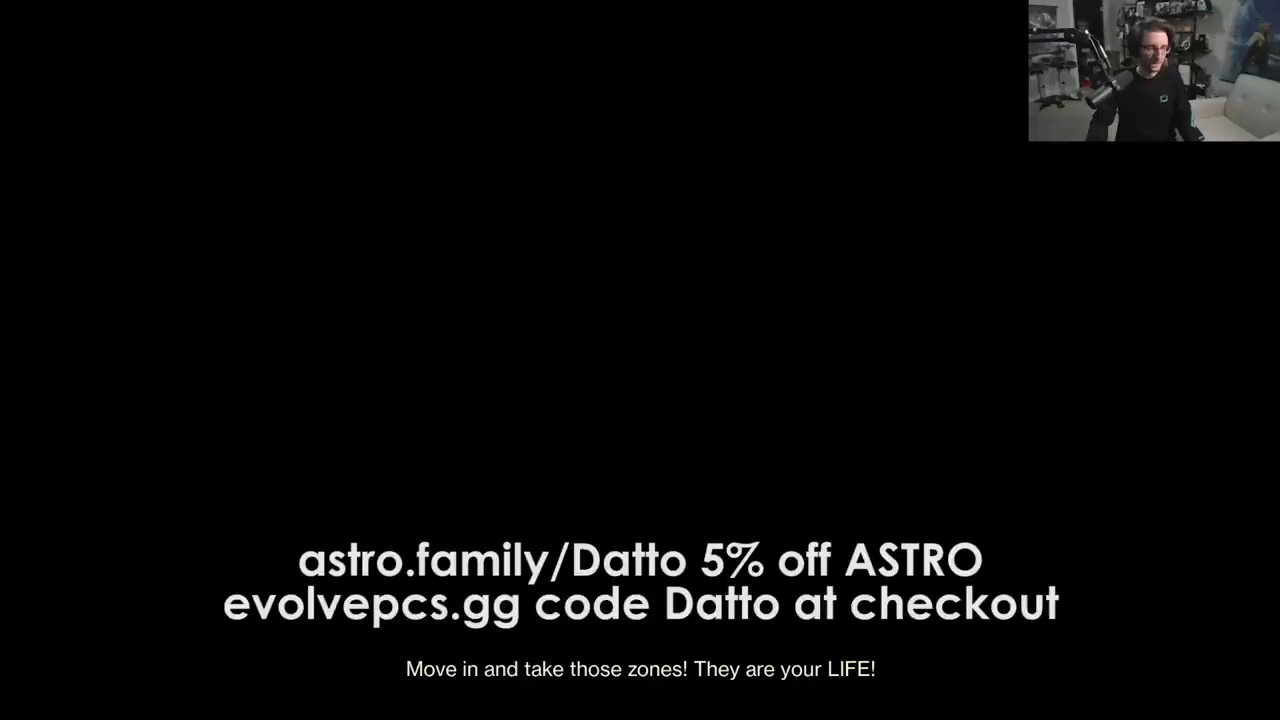 astro.family/Datto 5% off ASTRO
evolvepcs.gg code Datto at checkout
Move in and take those zones! They are your LIFE!